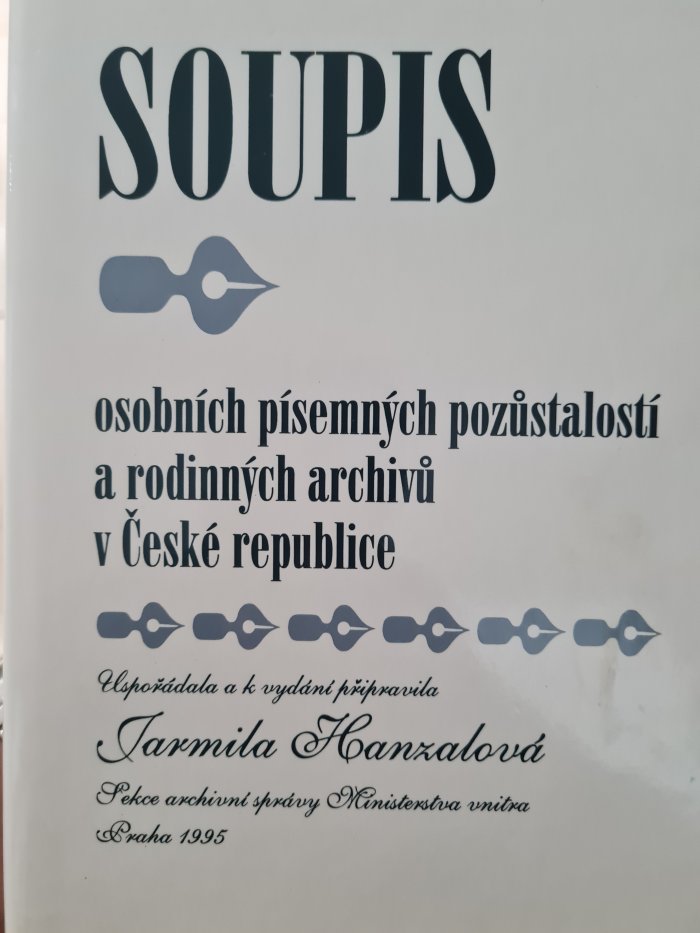 SOUPIS
osobních písemných pozůstalostí
a rodinných archivů
v České republice
Uspořádala a k vydání připravila
Jarmila Hanzalová
Sekce archivní správy Ministerstva vnitra
Praha 1995